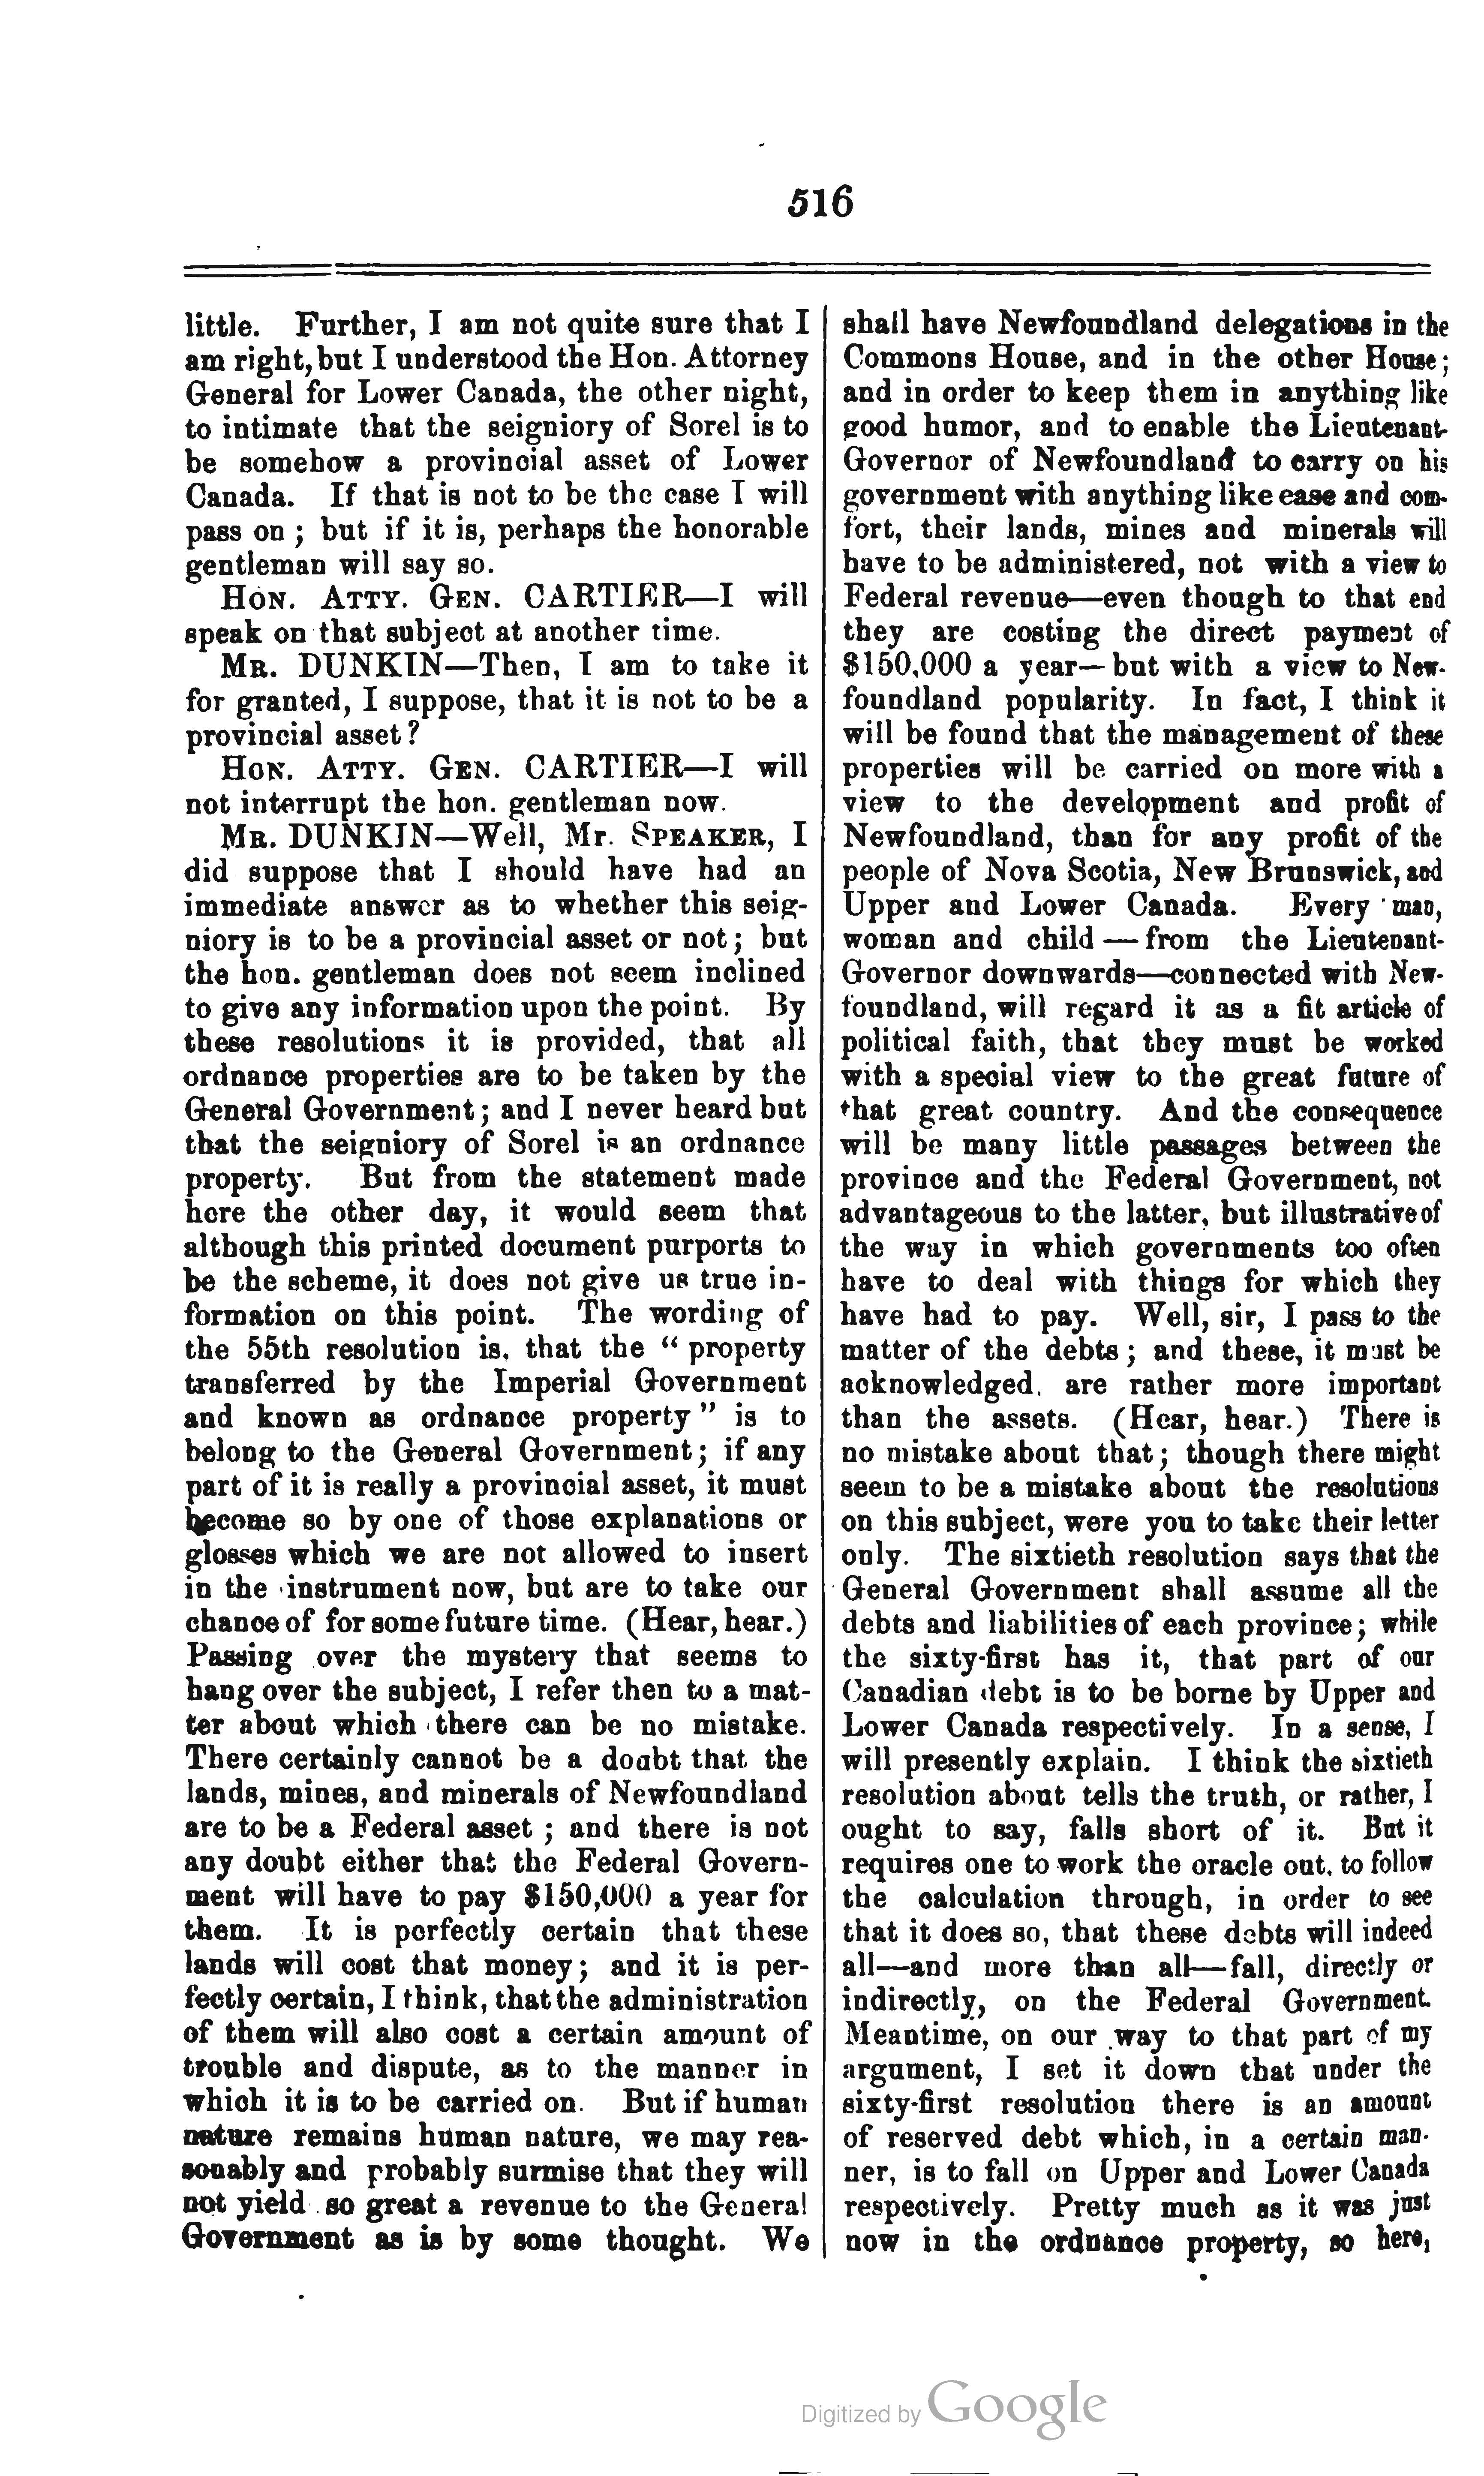 516
little. Further, I am not quite sure that I
am right, but I understood the Hon. Attorney
General for Lower Canada, the other night,
to intimate that the seigniory of Sorel is to
be somehow a provincial asset of Lower
Canada. If that is not to be the case I will
pass on ; but if it is, perhaps the honorable
gentleman will say so.
HON. ATTY. GEN. CARTIER—I will
speak on that subject at another time.
MR. DUNKIN—Then, I am to take it
for granted, I suppose, that it is not to be a
provincial asset?
HON. ATTY. GEN. CARTIER—I will
not interrupt the hon. gentleman now.
MR. DUNKIN—Well, Mr. SPEAKER, I
did suppose that I should have had an
immediate answer as to whether this seig-
niory is to be a provincial asset or not; but
the hon. gentleman does not seem inclined
to give any information upon the point. By
these resolutions it is provided, that all
ordnance properties are to be taken by the
General Government; and I never heard but
that the seigniory of Sorel is an ordnance
property. But from the statement made
here the other day, it would seem that
although this printed document purports to
be the scheme, it does not give us true in-
formation on this point. The wording of
the 55th resolution is, that the " property
transferred by the Imperial Government
and known as ordnance property " is to
belong to the General Government; if any
part of it is really a provincial asset, it must
become so by one of those explanations or
glosses which we are not allowed to insert
in the instrument now, but are to take our
chance of for some future time. (Hear, hear.)
Passing over the mystery that seems to
hang over the subject, I refer then to a mat-
ter about which there can be no mistake.
There certainly cannot be a doubt that the
lands, mines, and minerals of Newfoundland
are to be a Federal asset ; and there is not
any doubt either that the Federal Govern-
ment will have to pay $150,000 a year for
them. It is perfectly certain that these
lands will cost that money; and it is per-
fectly certain, I think, that the administration
of them will also cost a certain amount of
trouble and dispute, as to the manner in
which it is to be carried on. But if human
nature remains human nature, we may rea-
sonably and probably surmise that they will
not yield so great a revenue to the General
Government as is by some thought. We
shall have Newfoundland delegations in the
Commons House, and in the other House;
and in order to keep them in anything like
good humor, and to enable the Lieutenant-
Governor of Newfoundland to carry on his
government with anything like ease and com-
fort, their lands, mines and minerals will
have to be administered, not with a view to
Federal revenue—even though to that end
they are costing the direct payment of
$150,000 a year—but with a view to New-
foundland popularity. In fact, I think it
will be found that the management of these
properties will be carried on more with a
view to the development and profit of
Newfoundland, than for any profit of the
people of Nova Scotia, New Brunswick, and
Upper and Lower Canada. Every man,
woman and child — from the Lieutenant-
Governor downwards—connected with New-
foundland, will regard it as a fit article of
political faith, that they must be worked
with a special view to the great future of
that great country. And the consequence
will be many little passages between the
province and the Federal Government, not
advantageous to the latter, but illustrative of
the way in which governments too often
have to deal with things for which they
have had to pay. Well, sir, I pass to the
matter of the debts ; and these, it must be
acknowledged, are rather more important
than the assets. (Hear, hear.) There is
no mistake about that ; though there might
seem to be a mistake about the resolutions
on this subject, were you to take their letter
only. The sixtieth resolution says that the
General Government shall assume all the
debts and liabilities of each province; while
the sixty-first has it, that part of our
Canadian debt is to be borne by Upper and
Lower Canada respectively. In a sense, I
will presently explain. I think the sixtieth
resolution about tells the truth, or rather, I
ought to say, falls short of it. But it
requires one to work the oracle out, to follow
the calculation through, in order to see
that it does so, that these debts will indeed
all—and more than all—fall, directly or
indirectly, on the Federal Government.
Meantime, on our way to that part of my
argument, I set it down that under the
sixty-first resolution there is an amount
of reserved debt which, in a certain man-
ner, is to fall on Upper and Lower Canada
respectively. Pretty much as it was just
now in the ordnance property, so here,
Digitized by Google